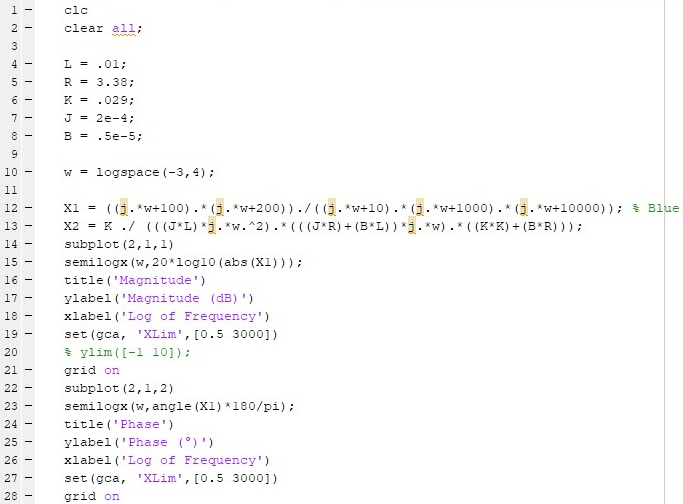 1 - clc
2 - clear all;
3
4 - L = .01;
5 - R = 3.38;
6 - K = .029;
7 - J = 2e-4;
8 - B = .5e-5;
9
10 - w = logspace(-3,4);
11
12 - X1 = ((j.*w+100).*(j.*w+200))./((j.*w+10).*(j.*w+1000).*(j.*w+10000)); % Blue
13 - X2 = K ./ (((J*L)*j.*w.^2).*(((J*R)+(B*L))*j.*w).*((K*K)+(B*R)));
14 - subplot(2,1,1)
15 - semilogx(w,20*log10(abs(X1)));
16 - title('Magnitude')
17 - ylabel('Magnitude (dB)')
18 - xlabel('Log of Frequency')
19 - set(gca, 'XLim',[0.5 3000])
20 % ylim([-1 10]);
21 - grid on
22 - subplot(2,1,2)
23 - semilogx(w,angle(X1)*180/pi);
24 - title('Phase')
25 - ylabel('Phase (°)')
26 - xlabel('Log of Frequency')
27 - set(gca, 'XLim',[0.5 3000])
28 - grid on